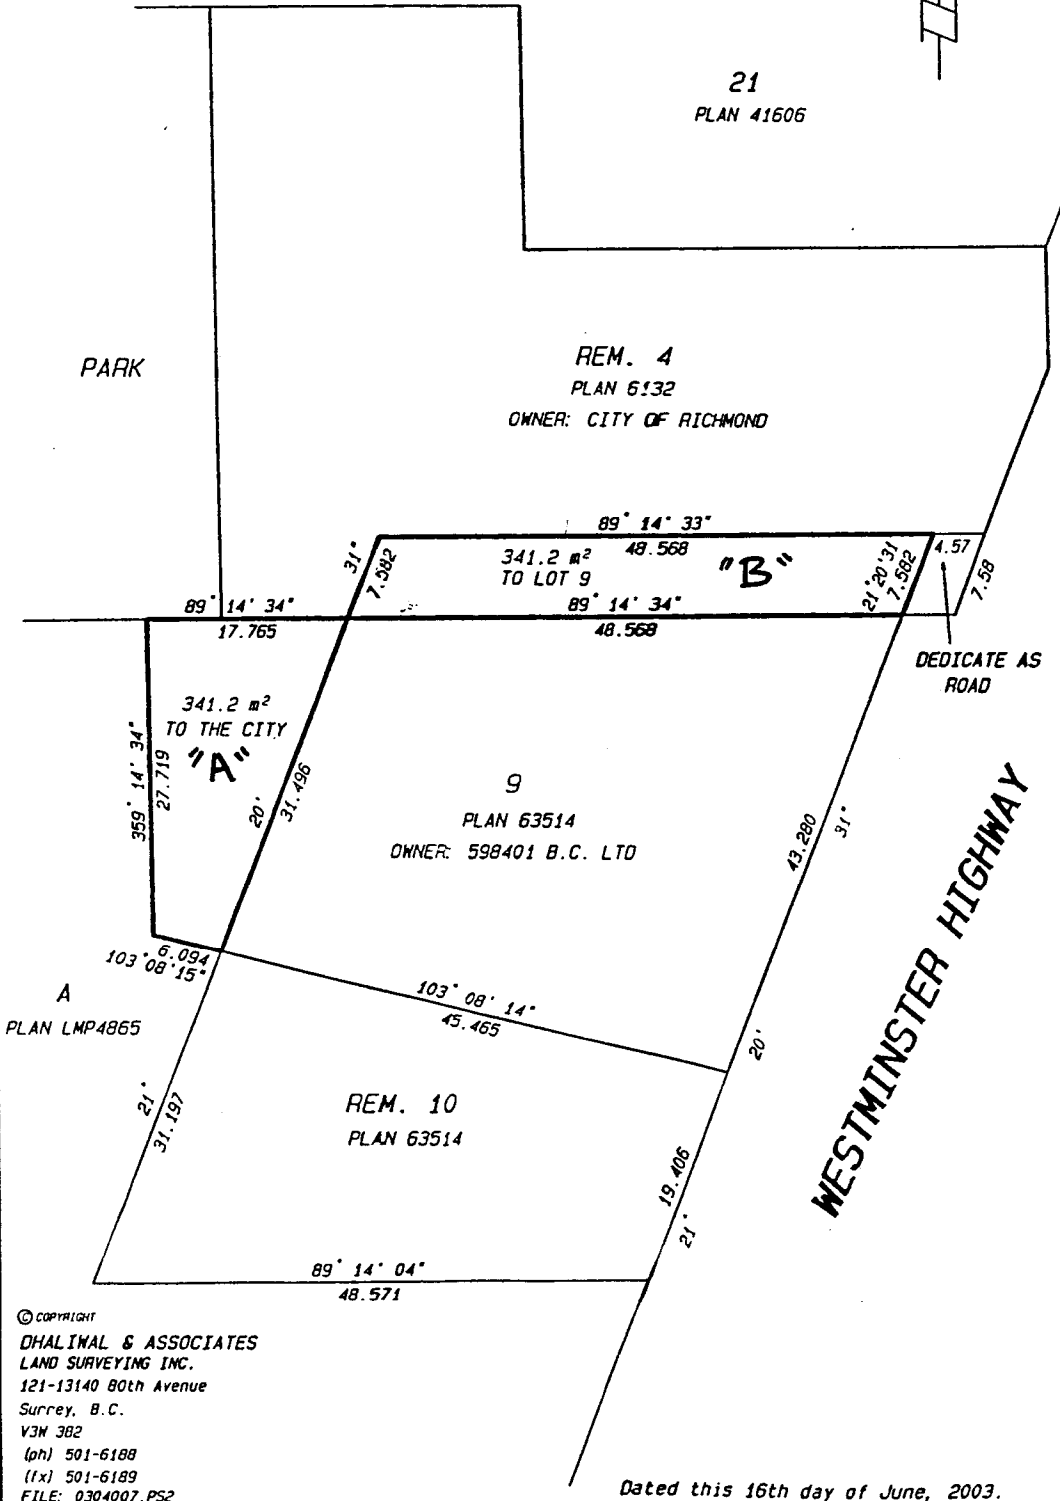 21
PLAN 41606
PARK
REM. 4
PLAN 6132
OWNER: CITY OF RICHMOND
89° 14' 33"
48.568
31"
7.582
341.2 m²
TO LOT 9
"B"
21°20'31
7.582
4.57
7.58
89° 14' 34"
17.765
89° 14' 34"
48.568
DEDICATE AS
ROAD
341.2 m²
TO THE CITY
"A"
359° 14' 34"
27.719
20'
31.496
9
PLAN 63514
OWNER: 598401 B.C. LTD
43.280
31"
WESTMINSTER HIGHWAY
6.094
103°08'15"
A
PLAN LMP4865
103° 08' 14"
45.465
20'
21°
31.197
REM. 10
PLAN 63514
19.406
21°
89° 14' 04"
48.571
© COPYRIGHT
DHALIWAL & ASSOCIATES
LAND SURVEYING INC.
121-13140 80th Avenue
Surrey, B.C.
V3W 3B2
(ph) 501-6188
(fx) 501-6189
FILE: 0304007.PS2
Dated this 16th day of June, 2003.